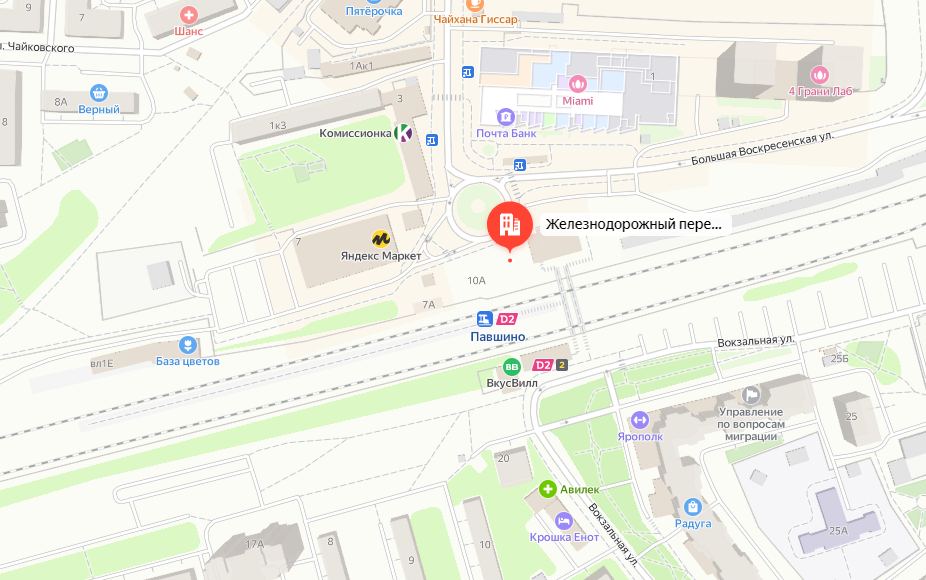 Пятёрочка
Чайхана Гиссар
Шанс
л. Чайковского
9
7
1Ак1
8А
Верный
3
1
Miami
4 Грани Лаб
Почта Банк
8
1к3
Комиссионка
Большая Воскресенская ул.
Железнодорожный пере...
7
Яндекс Маркет
10А
7А
D2
Павшино
Вокзальная ул.
База цветов
вл1Е
ВВ
D2 2
25Б
ВкусВилл
Управление
по вопросам
миграции
25
Ярополк
20
Авилек
Радуга
Крошка Енот
25А
Вокзальная ул.
17А
8
9
10